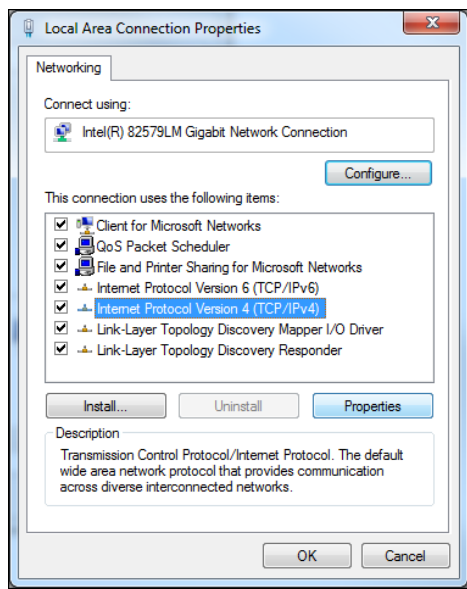 Local Area Connection Properties
Networking
Connect using:
Intel(R) 82579LM Gigabit Network Connection
Configure...
This connection uses the following items:
Client for Microsoft Networks
QoS Packet Scheduler
File and Printer Sharing for Microsoft Networks
Internet Protocol Version 6 (TCP/IPv6)
Internet Protocol Version 4 (TCP/IPv4)
Link-Layer Topology Discovery Mapper I/O Driver
Link-Layer Topology Discovery Responder
Install... Uninstall Properties
Description
Transmission Control Protocol/Internet Protocol. The default
wide area network protocol that provides communication
across diverse interconnected networks.
OK Cancel